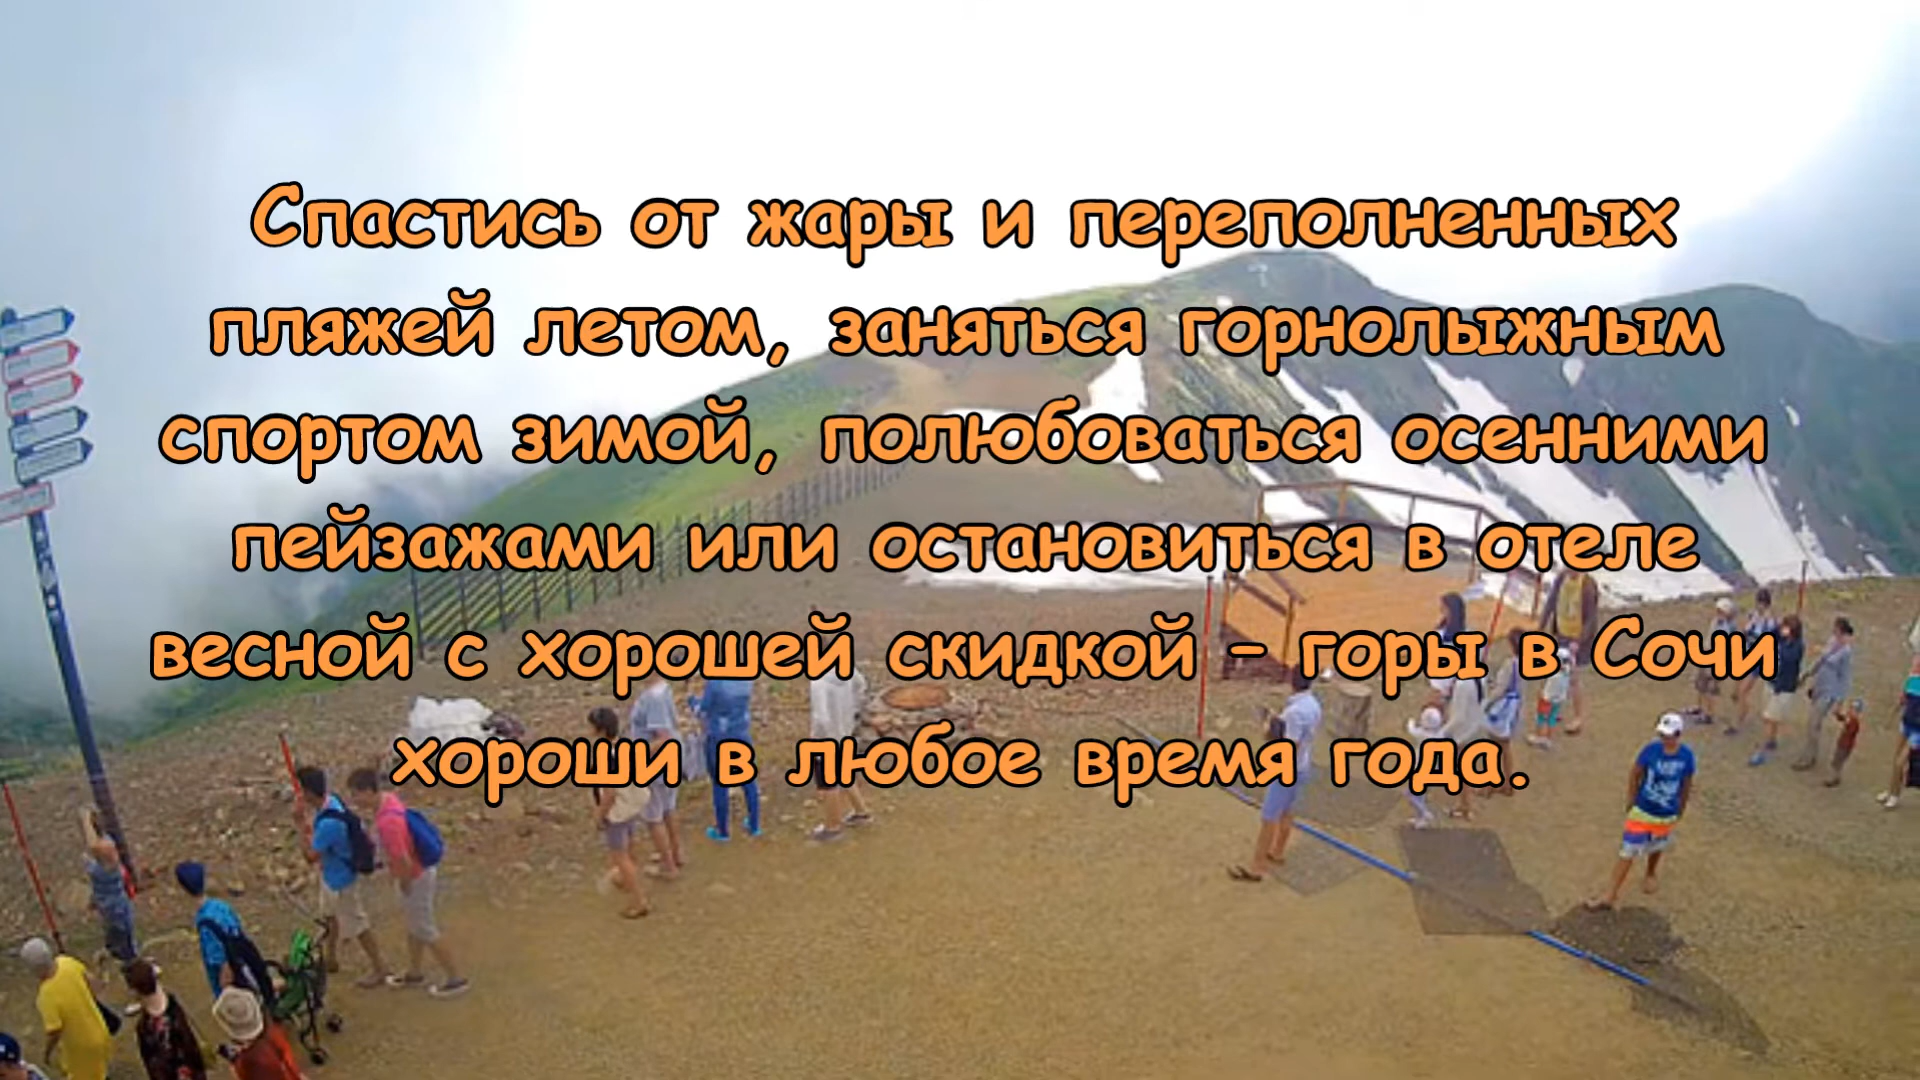 Спастись от жары и переполненных
пляжей летом, заняться горнолыжным
спортом зимой, полюбоваться осенними
пейзажами или остановиться в отеле
весной с хорошей скидкой – горы в Сочи
хороши в любое время года.